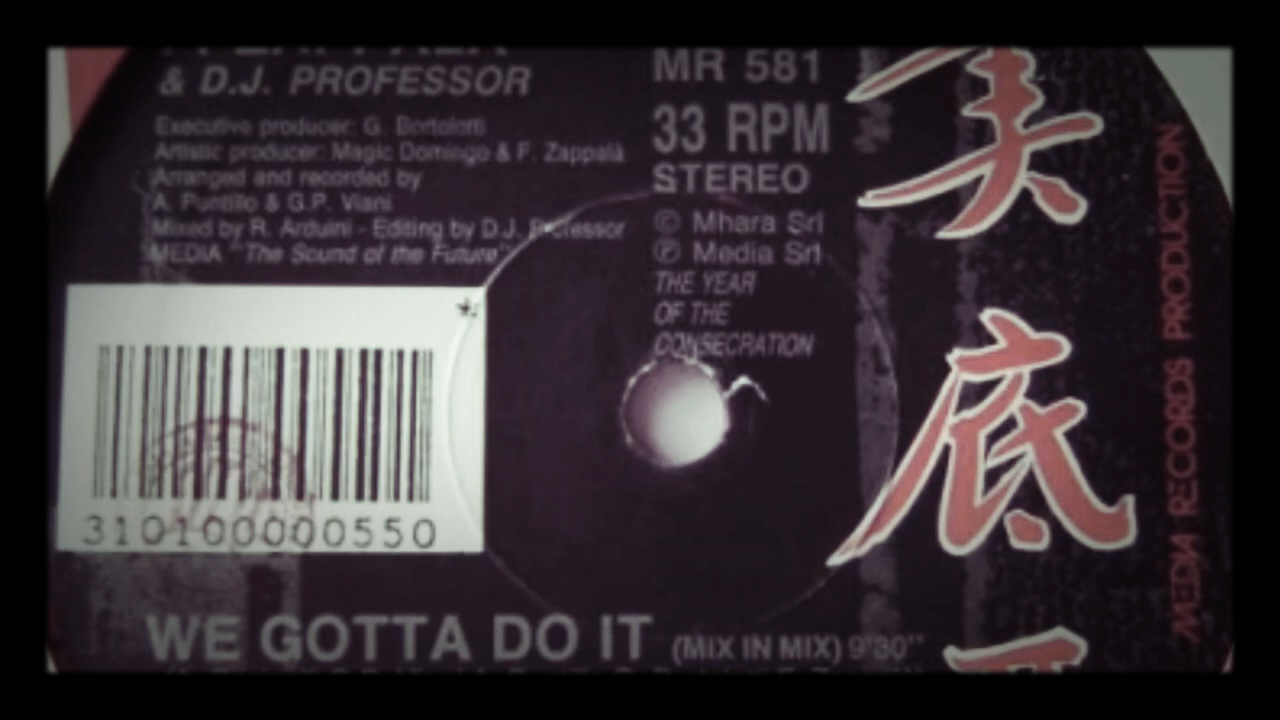 & D.J. PROFESSOR
Executive producer: G. Bortolotti
Artistic producer: Magic Domingo & F. Zappalà
Arranged and recorded by
A. Puntillo & G.P. Viani
Mixed by R. Arduini - Editing by D.J. Professor
MEDIA "The Sound of the Future"
MR 581
33 RPM
STEREO
© Mhara Srl
℗ Media Srl
THE YEAR
OF THE
CONSECRATION
310100000550
WE GOTTA DO IT (MIX IN MIX) 9'30''
底
MEDIA RECORDS PRODUCTION